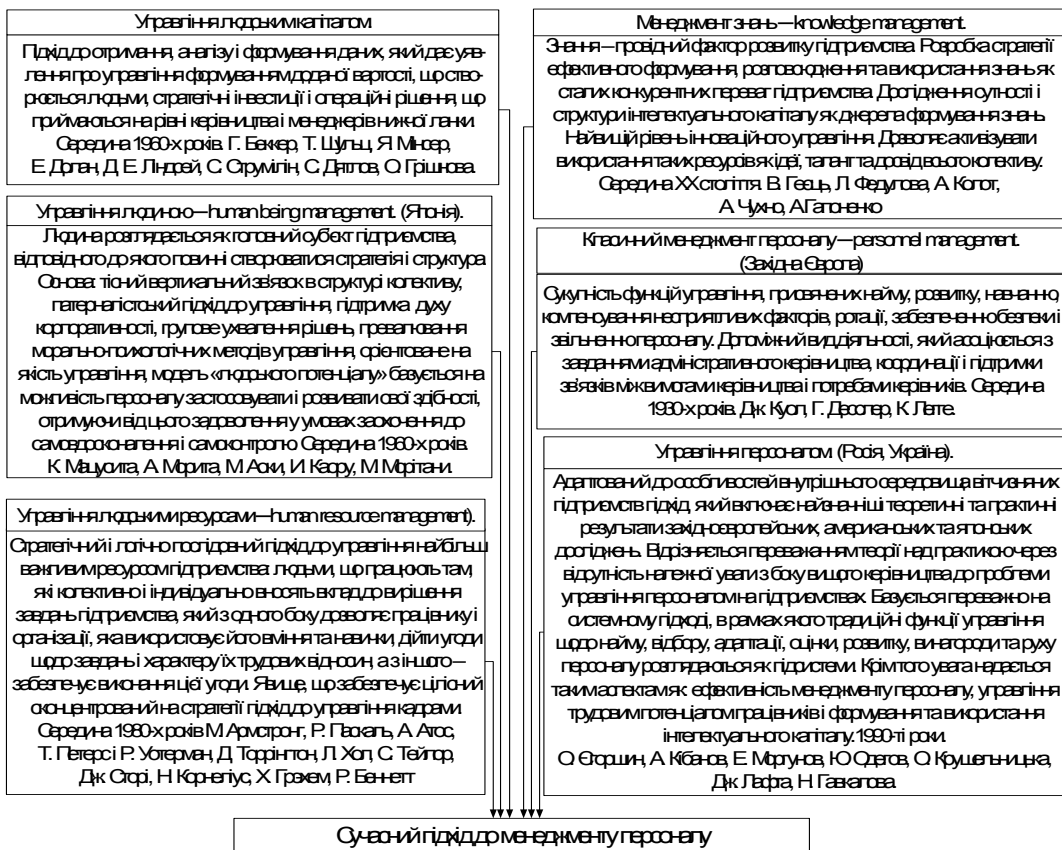 Управління людським капіталом
Підхід до отримання, аналізу і формування даних, який дає уяв-
лення про управління формуванням доданої вартості, що ство-
рюється людьми, стратегічні інвестиції і операційні рішення, що
приймаються на рівні керівництва і менеджерів нижної ланки.
Середина 1960-х років. Г. Беккер, Т. Шульц, Я. Мінсер,
Е. Долан, Д. Е. Ліндсей, С. Струмілін, С. Дятлов, О. Грішнова.
Управління людиною – human being management. (Японія).
Людина розглядається як головний суб'єкт підприємства,
відповідного до якого повинні створюватися стратегія і структура.
Основа: тісний вертикальний зв'язок в структурі колективу,
патерналістський підхід до управління, підтримка духу
корпоративності, групове ухвалення рішень, превалювання
морально-психологічних методів управління, орієнтоване на
якість управління, модель «людського потенціалу» базується на
можливість персоналу застосовувати і розвивати свої здібності,
отримуючи від цього задоволення у умовах заохочення до
самовдосконалення і самоконтролю. Середина 1960-х років.
К. Мацусита, А. Морита, М. Аоки, И. Каору, М. Морітани.
Управління людськими ресурсами – human resource management).
Стратегічний і логічно послідовний підхід до управління найбільш
важливим ресурсом підприємства: людьми, що працюють там,
які колективно і індивідуально вносять вклад до вирішення
завдань підприємства, який з одного боку дозволяє працівнику і
організації, яка використовує його вміння та навики, дійти угоди
щодо завдань і характеру їх трудових відносин, а з іншого –
забезпечує виконання цієї угоди. Явище, що забезпечує цілісний
сконцентрований на стратегії підхід до управління кадрами.
Середина 1980-х років М. Армстронг, Р. Паскаль, А. Атос,
Т. Петерс і Р. Уотерман, Д. Торрінгтон, Л. Хол, С. Тейлор,
Дж. Сторі, Н. Корнеліус, Х. Грэхем, Р. Беннетт
Менеджмент знань – knowledge management.
Знання – провідний фактор розвитку підприємства. Розробка стратегії
ефективного формування, розповсюдження та використання знань як
сталих конкурентних переваг підприємства. Дослідження сутності і
структури інтелектуального капіталу як джерела формування знань.
Найвищий рівень інноваційного управління. Дозволяє активізувати
використання таких ресурсів як ідеї, талант та досвід всього колективу.
Середина ХХ століття. В. Геєць, Л. Федулова, А. Колот,
А. Чухно, А.Гапоненко
Класичний менеджмент персоналу – personnel management.
(Західна Європа)
Сукупність функцій управління, присвячених найму, розвитку, навчанню,
компенсування несприятливих факторів, ротації, забезпеченню безпеки і
звільненню персоналу. Допоміжний вид діяльності, який асоціюється з
завданнями адміністративного керівництва, координації і підтримки
зв'язків між вимогами керівництва і потребами керівників. Середина
1930-х років. Дж. Куол, Г. Десслер, К. Легге.
Управління персоналом (Росія, Україна).
Адаптований до особливостей внутрішнього середовища вітчизняних
підприємств підхід, який включає найзначніші теоретичні та практичні
результати західноєвропейських, американських та японських
досліджень. Відрізняється переважанням теорії над практикою через
відсутність належної уваги з боку вищого керівництва до проблеми
управління персоналом на підприємствах. Базується переважно на
системному підході, в рамках якого традиційні функції управління
щодо найму, відбору, адаптації, оцінки, розвитку, винагороди та руху
персоналу розглядаються як підсистеми. Крім того увага надається
таким аспектам як: ефективність менеджменту персоналу, управління
трудовим потенціалом працівників і формування та використання
інтелектуального капіталу.1990-ті роки.
О. Єгоршин, А. Кібанов, Е. Моргунов, Ю. Одегов, О. Крушельницька,
Дж. Лафта, Н. Гавкалова.
Сучасний підхід до менеджменту персоналу